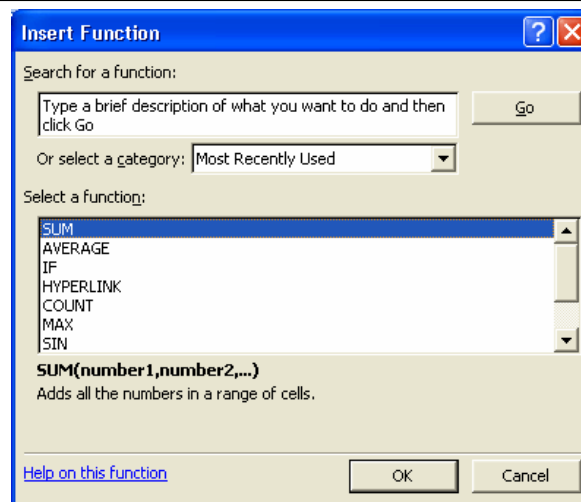 Insert Function
?
Search for a function:
Type a brief description of what you want to do and then
click Go
Go
Or select a category: Most Recently Used
Select a function:
SUM
AVERAGE
IF
HYPERLINK
COUNT
MAX
SIN
SUM(number1,number2,...)
Adds all the numbers in a range of cells.
Help on this function
OK
Cancel